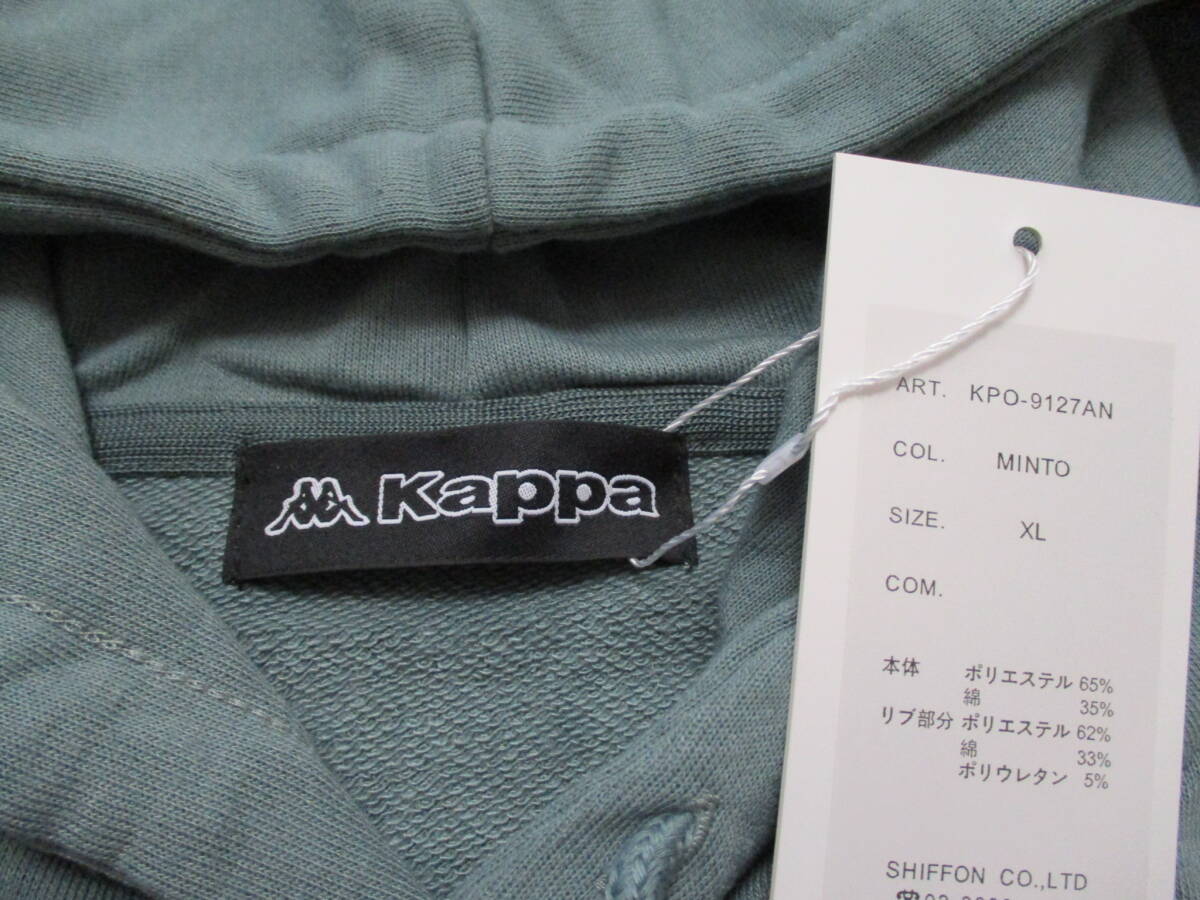 Kappa
ART. KPO-9127AN
COL. MINTO
SIZE. XL
COM.
本体 ポリエステル 65%
綿 35%
リブ部分 ポリエステル 62%
綿 33%
ポリウレタン 5%
SHIFFON CO.,LTD